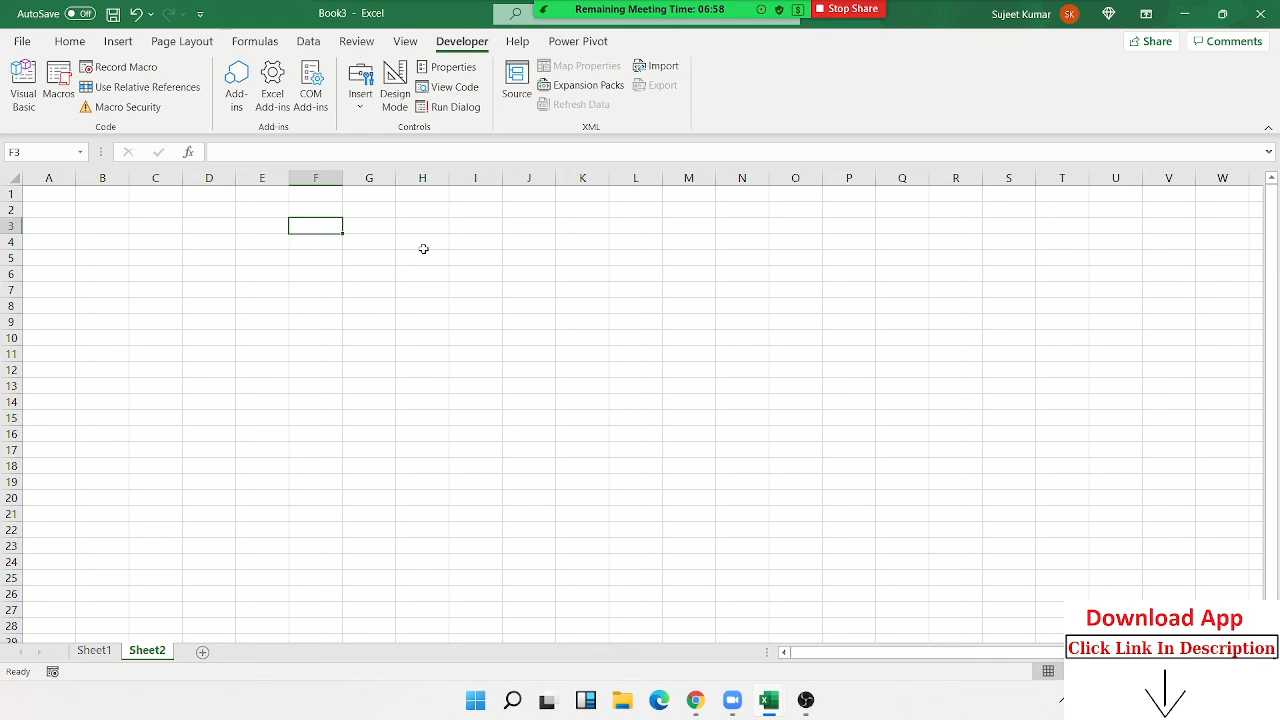 AutoSave Off Book3 - Excel Remaining Meeting Time: 06:58 Stop Share Sujeet Kumar SK
File Home Insert Page Layout Formulas Data Review View Developer Help Power Pivot Share Comments
Visual Basic
Macros
Record Macro
Use Relative References
Macro Security
Code
Add-ins
Excel Add-ins
COM Add-ins
Add-ins
Insert
Design Mode
Properties
View Code
Run Dialog
Controls
Source
Map Properties
Expansion Packs
Refresh Data
Import
Export
XML
F3 fx
A B C D E F G H I J K L M N O P Q R S T U V W
1
2
3
4
5
6
7
8
9
10
11
12
13
14
15
16
17
18
19
20
21
22
23
24
25
26
27
28
29
Sheet1 Sheet2
Ready
Download App
Click Link In Description